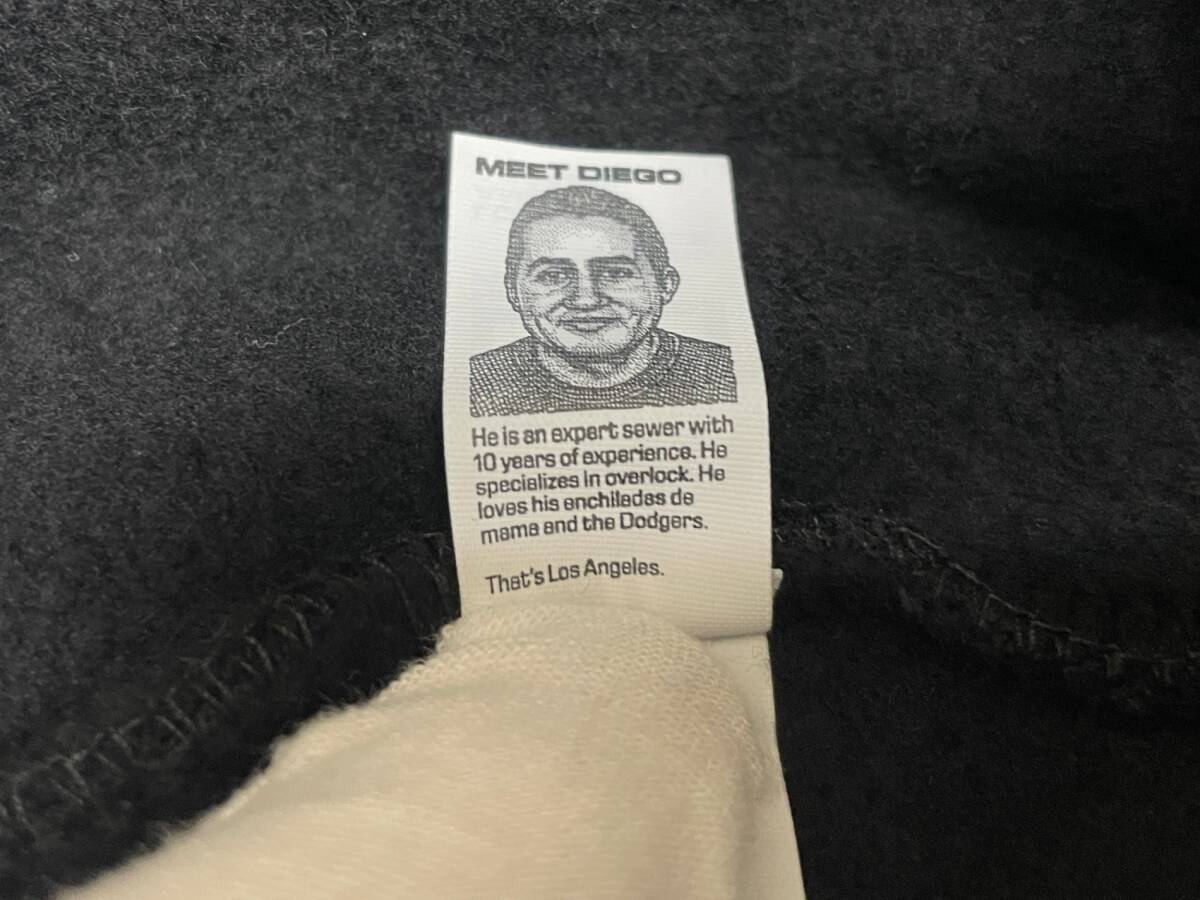 MEET DIEGO
He is an expert sewer with
10 years of experience. He
specializes in overlock. He
loves his enchiladas de
mama and the Dodgers.
That's Los Angeles.